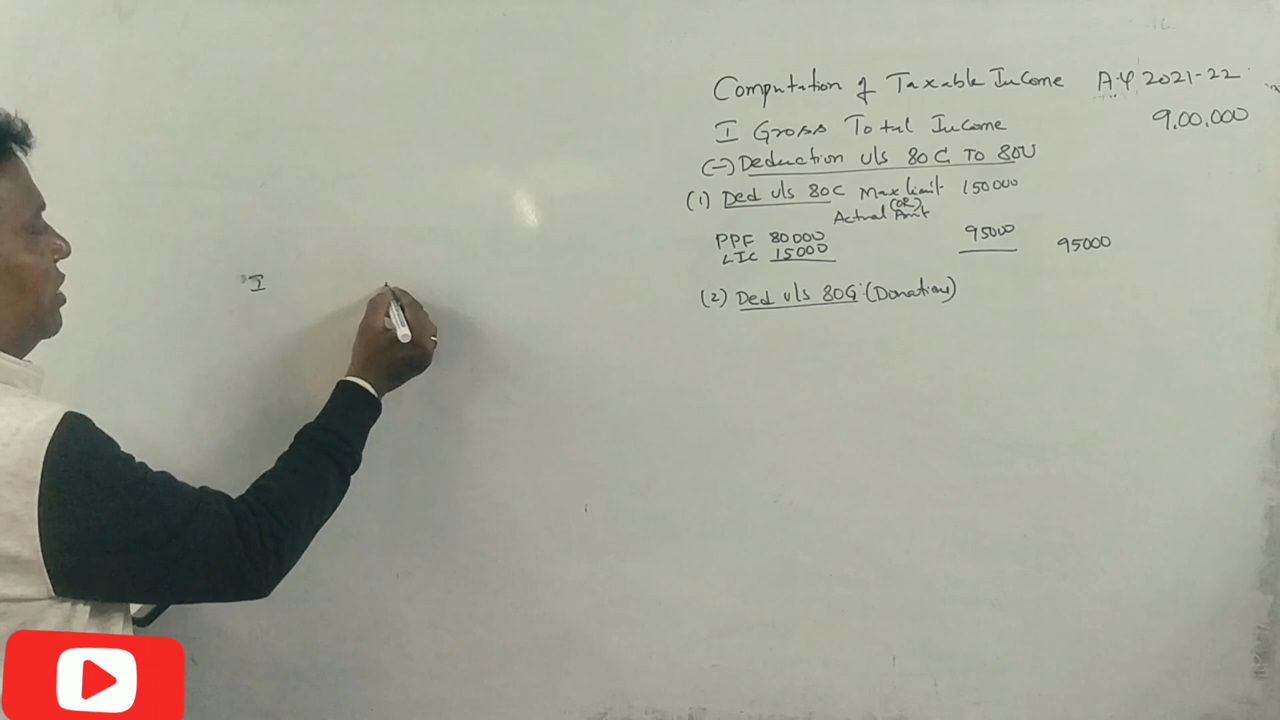 Computation of Taxable Income A.Y 2021-22
I Gross Total Income 9,00,000
(-) Deduction u/s 80C To 80U
(1) Ded u/s 80C Max limit 150000
(OR)
Actual Amt
PPF 80000 95000 95000
LIC 15000
(2) Ded u/s 80G (Donation)
I